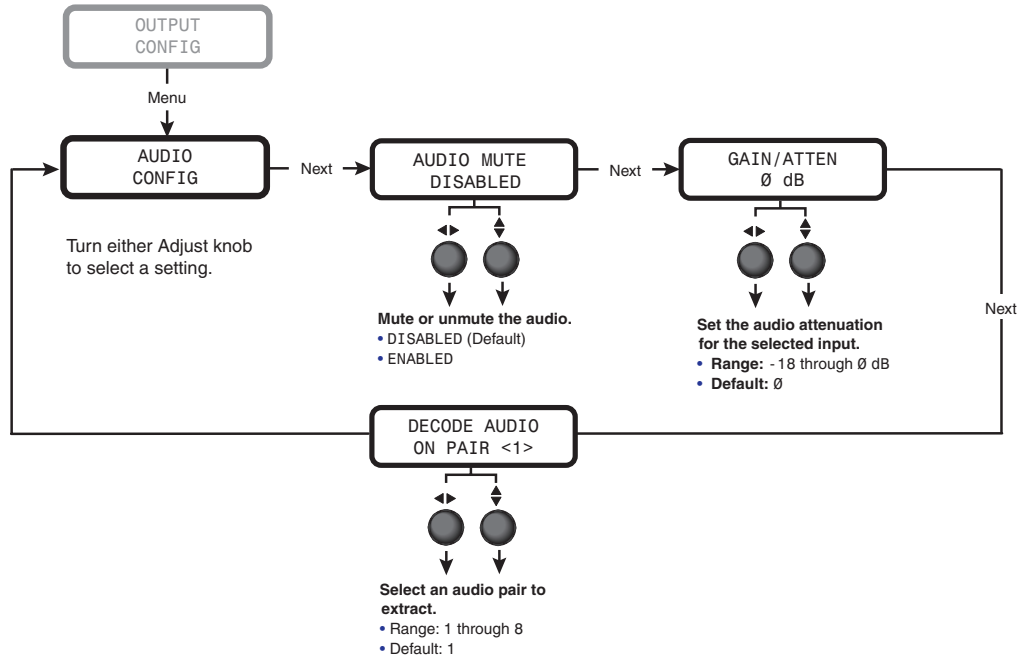 OUTPUT
CONFIG
Menu
AUDIO
CONFIG
Next
AUDIO MUTE
DISABLED
Next
GAIN/ATTEN
Ø dB
Turn either Adjust knob
to select a setting.
Mute or unmute the audio.
• DISABLED (Default)
• ENABLED
Set the audio attenuation
for the selected input.
• Range: -18 through Ø dB
• Default: Ø
Next
DECODE AUDIO
ON PAIR <1>
Select an audio pair to
extract.
• Range: 1 through 8
• Default: 1